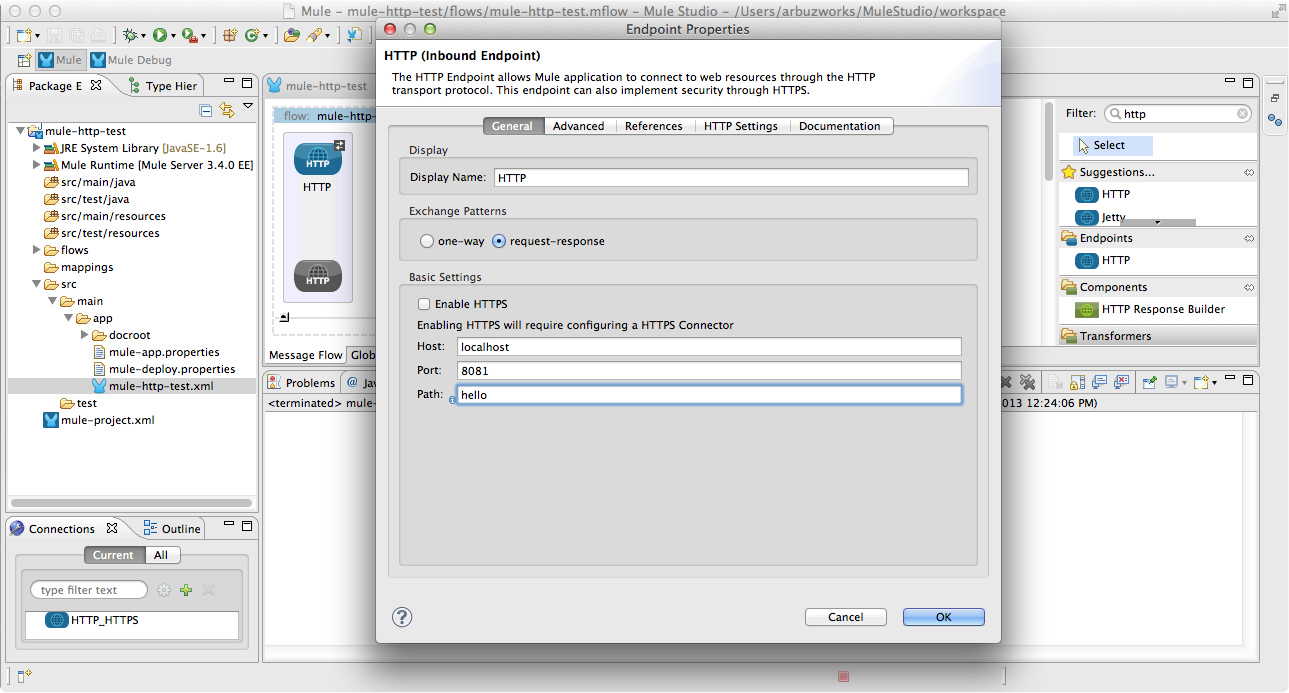 Mule – mule-http-test/flows/mule-http-test.mflow – Mule Studio – /Users/arbuzworks/MuleStudio/workspace
Mule
Mule Debug
Package E
Type Hier
mule-http-test
JRE System Library [JavaSE-1.6]
Mule Runtime [Mule Server 3.4.0 EE]
src/main/java
src/test/java
src/main/resources
src/test/resources
flows
mappings
src
main
app
docroot
mule-app.properties
mule-deploy.properties
mule-http-test.xml
test
mule-project.xml
Connections
Outline
Current
All
type filter text
HTTP_HTTPS
mule-http-test
flow: mule-http-
HTTP
HTTP
HTTP
Message Flow
Glob
Problems
@ Jav
<terminated> mule-
013 12:24:06 PM)
Endpoint Properties
HTTP (Inbound Endpoint)
The HTTP Endpoint allows Mule application to connect to web resources through the HTTP
transport protocol. This endpoint can also implement security through HTTPS.
General
Advanced
References
HTTP Settings
Documentation
Display
Display Name: HTTP
Exchange Patterns
one-way
request-response
Basic Settings
Enable HTTPS
Enabling HTTPS will require configuring a HTTPS Connector
Host: localhost
Port: 8081
Path: hello
?
Cancel
OK
Filter: http
Select
Suggestions...
HTTP
Jetty
Endpoints
HTTP
Components
HTTP Response Builder
Transformers